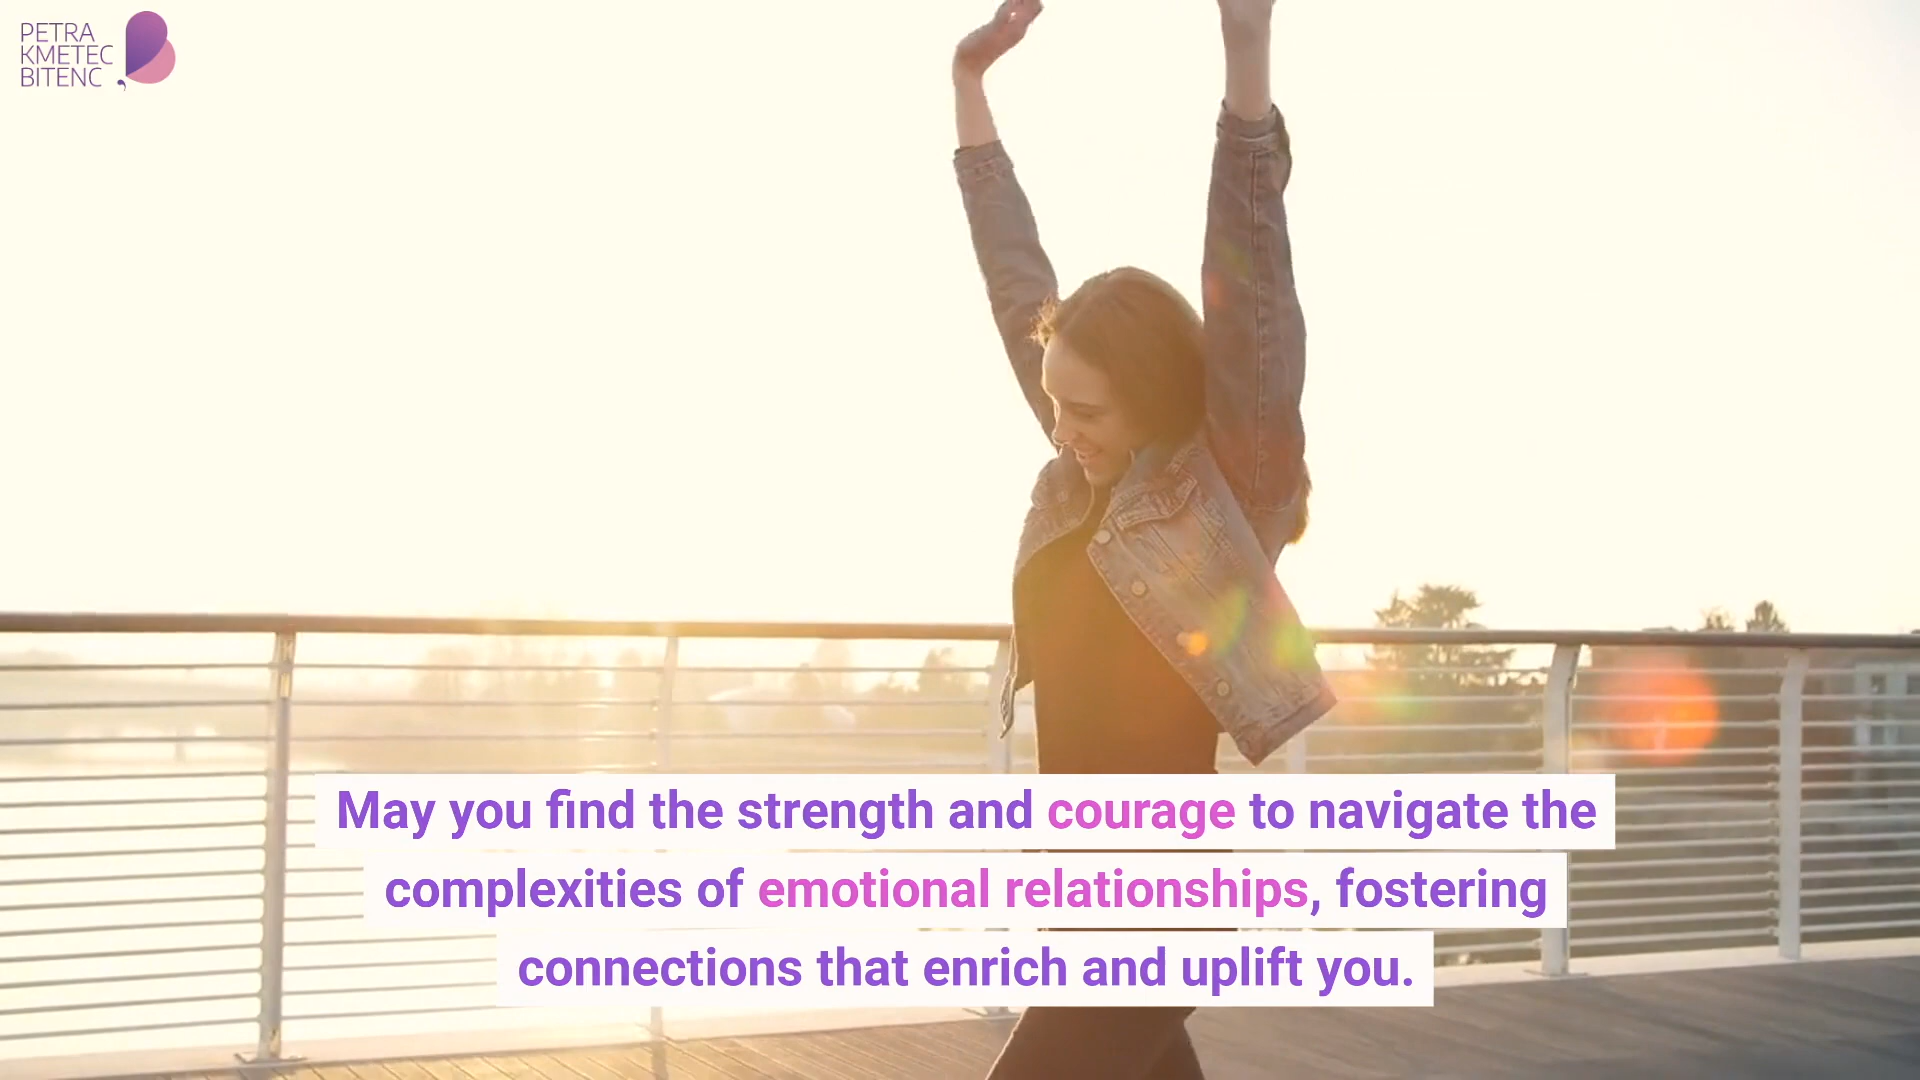 PETRA
KMETEC
BITENC
May you find the strength and courage to navigate the
complexities of emotional relationships, fostering
connections that enrich and uplift you.